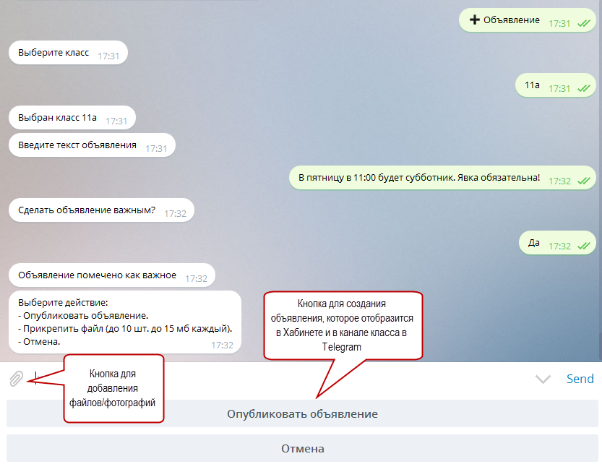 ➕ Объявление 17:31
Выберите класс 17:31
11а 17:31
Выбран класс 11а 17:31
Введите текст объявления 17:31
В пятницу в 11:00 будет субботник. Явка обязательна! 17:32
Сделать объявление важным? 17:32
Да 17:32
Объявление помечено как важное 17:32
Выберите действие:
- Опубликовать объявление.
- Прикрепить файл (до 10 шт. до 15 мб каждый).
- Отмена. 17:32
Кнопка для создания
объявления, которое отобразится
в Хабинете и в канале класса в
Telegram
Кнопка для
добавления
файлов/фотографий
Send
Опубликовать объявление
Отмена